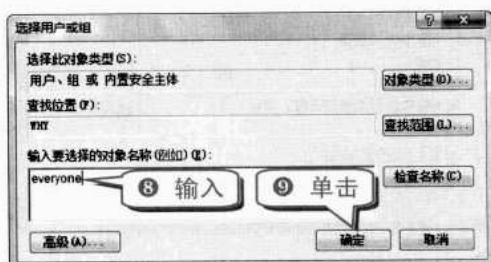 选择用户或组
选择此对象类型(S):
用户、组 或 内置安全主体
对象类型(O)...
查找位置(F):
WHY
查找范围(L)...
输入要选择的对象名称(例如)(E):
everyone
❽ 输入
❾ 单击
检查名称(C)
高级(A)...
确定
取消